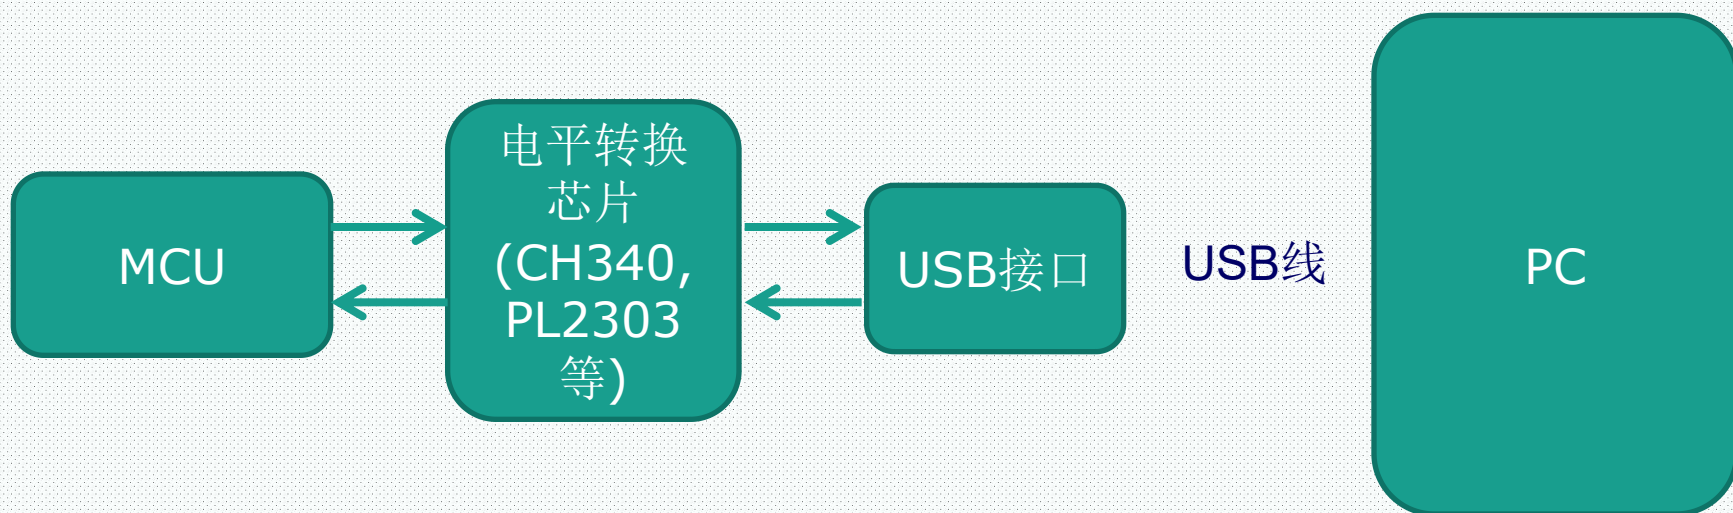 MCU
电平转换
芯片
(CH340,
PL2303
等)
USB接口
USB线
PC